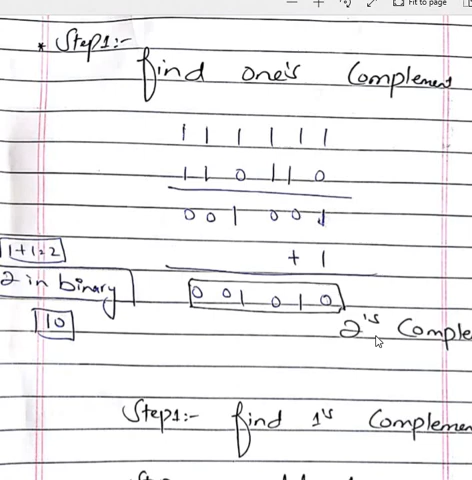 Fit to page
* Step1:-
find one's Complement
1 1 1 1 1 1
1 1 0 1 1 0
0 0 1 0 0 1
1+1=2
+ 1
2 in binary
0 0 1 0 1 0
10
2's Comple
Step1:- find 1's Complemen